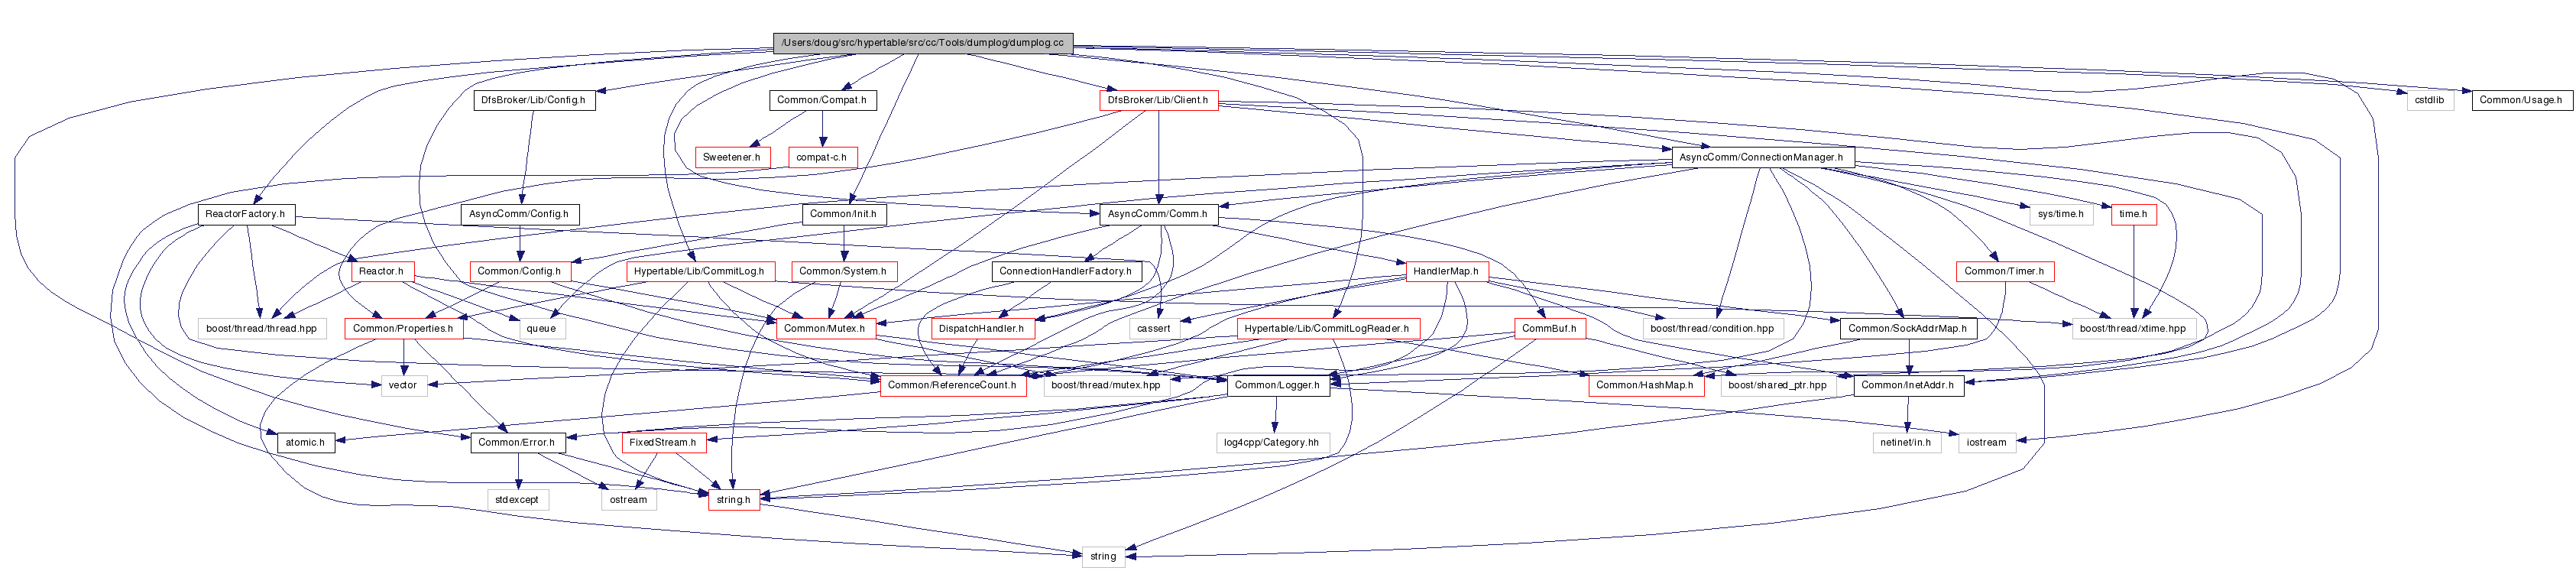 /Users/doug/src/hypertable/src/cc/Tools/dumplog/dumplog.cc
DfsBroker/Lib/Config.h
Common/Compat.h
DfsBroker/Lib/Client.h
cstdlib
Common/Usage.h
Sweetener.h
compat-c.h
AsyncComm/ConnectionManager.h
ReactorFactory.h
AsyncComm/Config.h
Common/Init.h
AsyncComm/Comm.h
sys/time.h
time.h
Reactor.h
Common/Config.h
Hypertable/Lib/CommitLog.h
Common/System.h
ConnectionHandlerFactory.h
HandlerMap.h
Common/Timer.h
boost/thread/thread.hpp
Common/Properties.h
queue
Common/Mutex.h
DispatchHandler.h
cassert
Hypertable/Lib/CommitLogReader.h
CommBuf.h
boost/thread/condition.hpp
Common/SockAddrMap.h
boost/thread/xtime.hpp
vector
Common/ReferenceCount.h
boost/thread/mutex.hpp
Common/Logger.h
Common/HashMap.h
boost/shared_ptr.hpp
Common/InetAddr.h
atomic.h
Common/Error.h
FixedStream.h
log4cpp/Category.hh
netinet/in.h
iostream
stdexcept
ostream
string.h
string